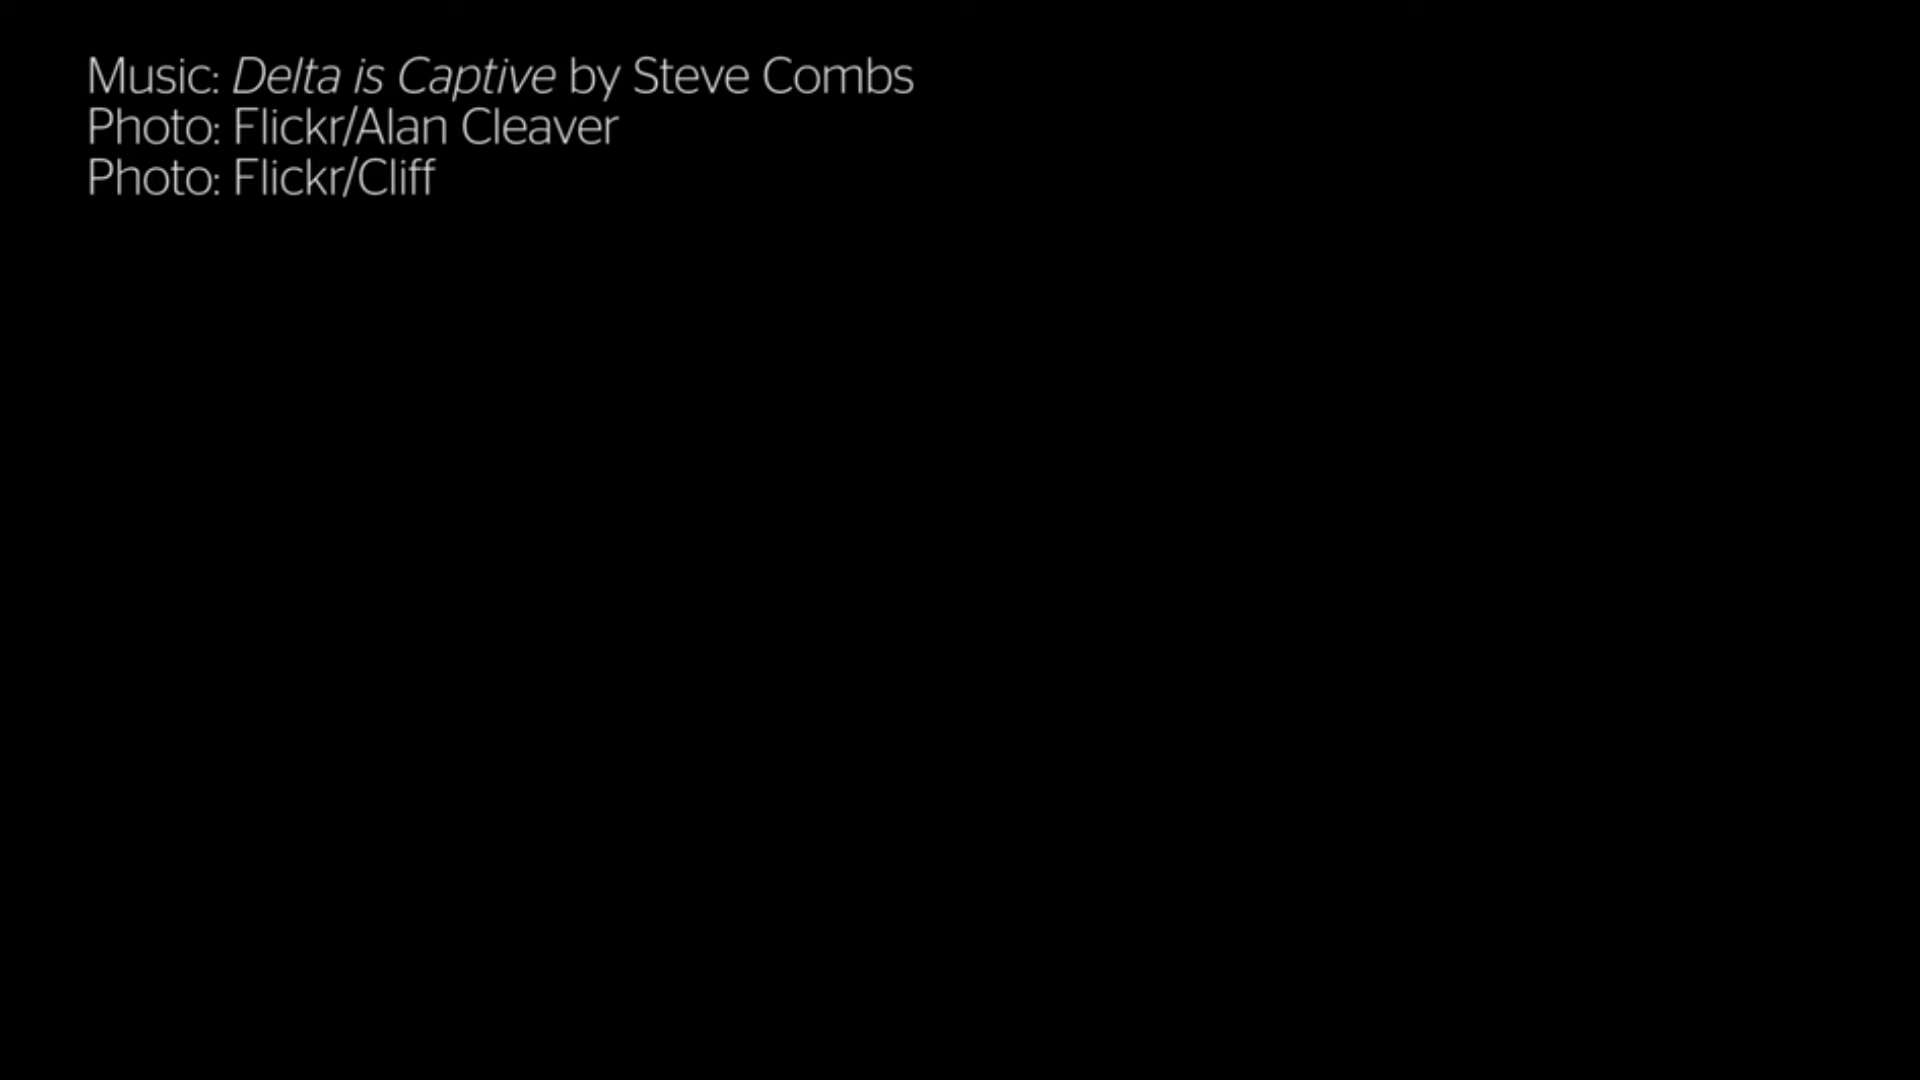 Music: Delta is Captive by Steve Combs
Photo: Flickr/Alan Cleaver
Photo: Flickr/Cliff